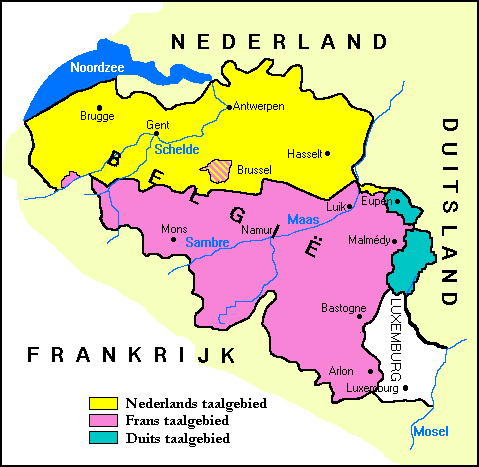 NEDERLAND
Noordzee
Antwerpen
Brugge
Gent
Schelde
DUITSLAND
Hasselt
Brussel
BELGIË
Eupen
Luik
Maas
Mons
Namur
Malmédy
Sambre
Bastogne
LUXEMBURG
FRANKRIJK
Arlon
Luxemburg
Nederlands taalgebied
Frans taalgebied
Duits taalgebied
Mosel